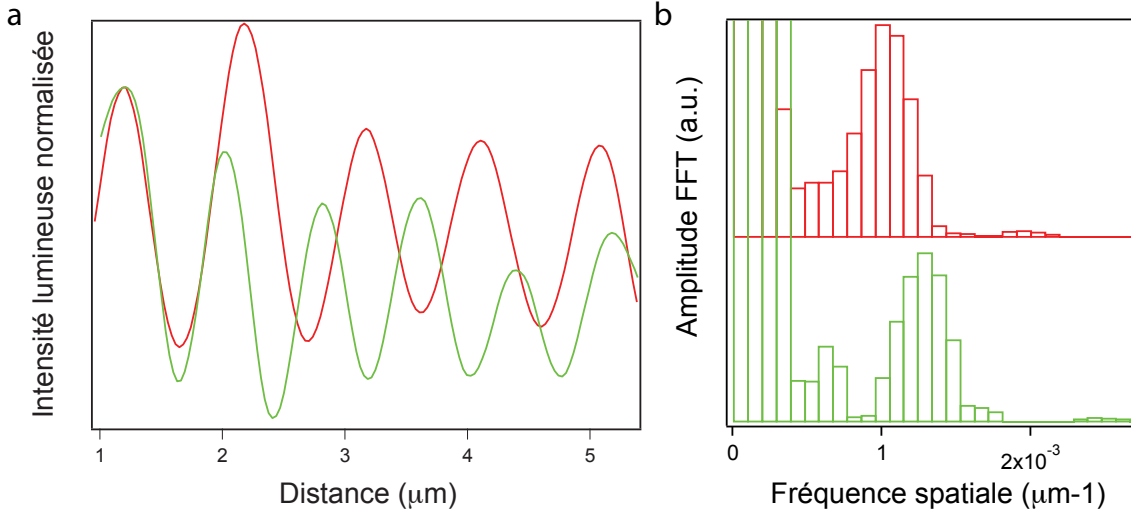 a
Intensité lumineuse normalisée
1 2 3 4 5
Distance (μm)
b
Amplitude FFT (a.u.)
0 1 2x10⁻³
Fréquence spatiale (μm-1)